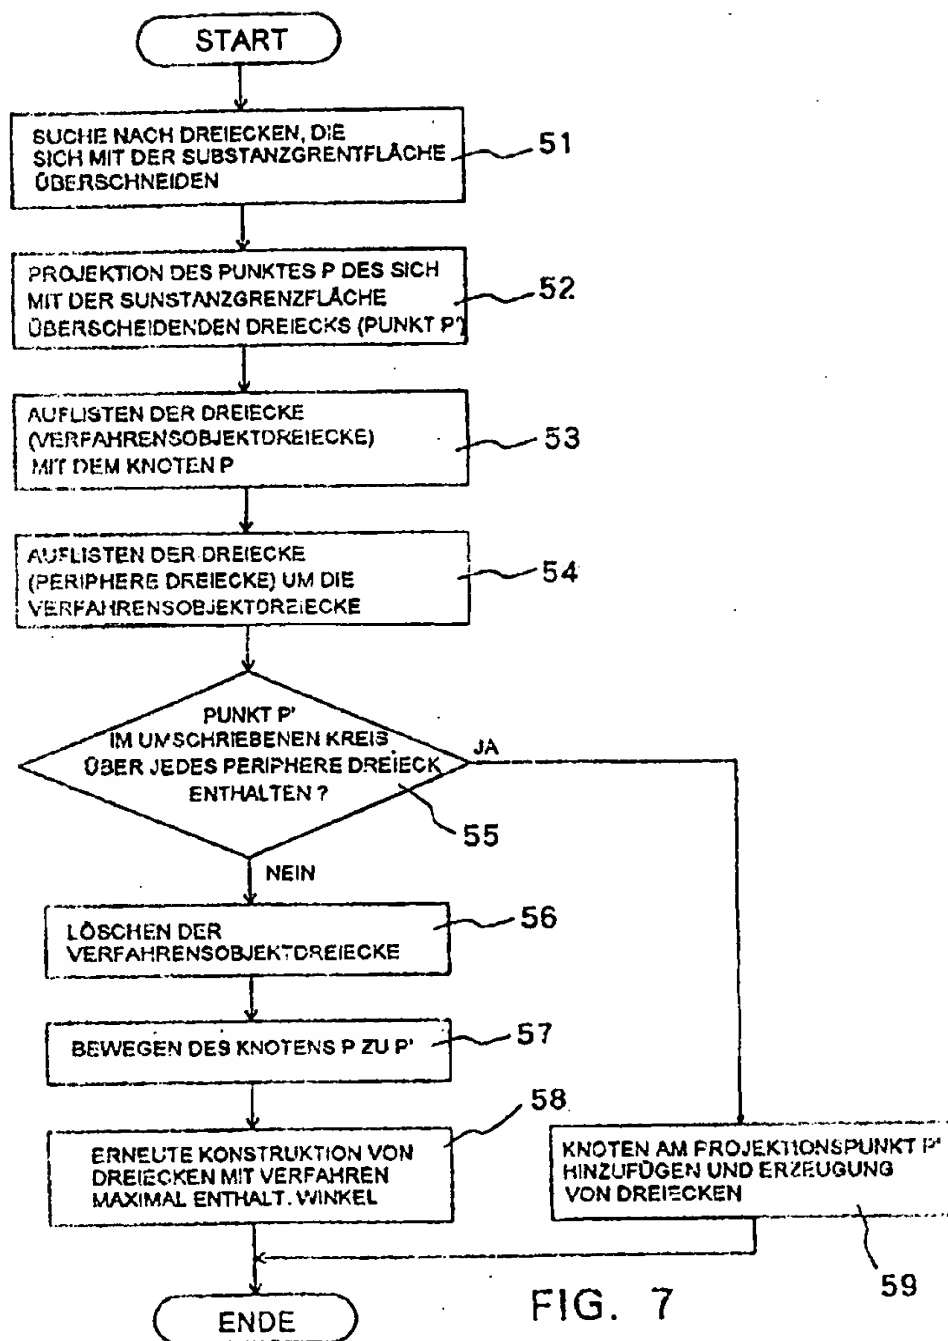 START
SUCHE NACH DREIECKEN, DIE
SICH MIT DER SUBSTANZGRENTFLÄCHE
ÜBERSCHNEIDEN
51
PROJEKTION DES PUNKTES P DES SICH
MIT DER SUNSTANZGRENZFLÄCHE
ÜBERSCHEIDENDEN DREIECKS (PUNKT P')
52
AUFLISTEN DER DREIECKE
(VERFAHRENSOBJEKTDREIECKE)
MIT DEM KNOTEN P
53
AUFLISTEN DER DREIECKE
(PERIPHERE DREIECKE) UM DIE
VERFAHRENSOBJEKTDREIECKE
54
PUNKT P'
IM UMSCHRIEBENEN KREIS
ÜBER JEDES PERIPHERE DREIECK
ENTHALTEN ?
55
JA
NEIN
LÖSCHEN DER
VERFAHRENSOBJEKTDREIECKE
56
BEWEGEN DES KNOTENS P ZU P'
57
ERNEUTE KONSTRUKTION VON
DREIECKEN MIT VERFAHREN
MAXIMAL ENTHALT. WINKEL
58
KNOTEN AM PROJEKTIONSPUNKT P'
HINZUFÜGEN UND ERZEUGUNG
VON DREIECKEN
59
ENDE
FIG. 7